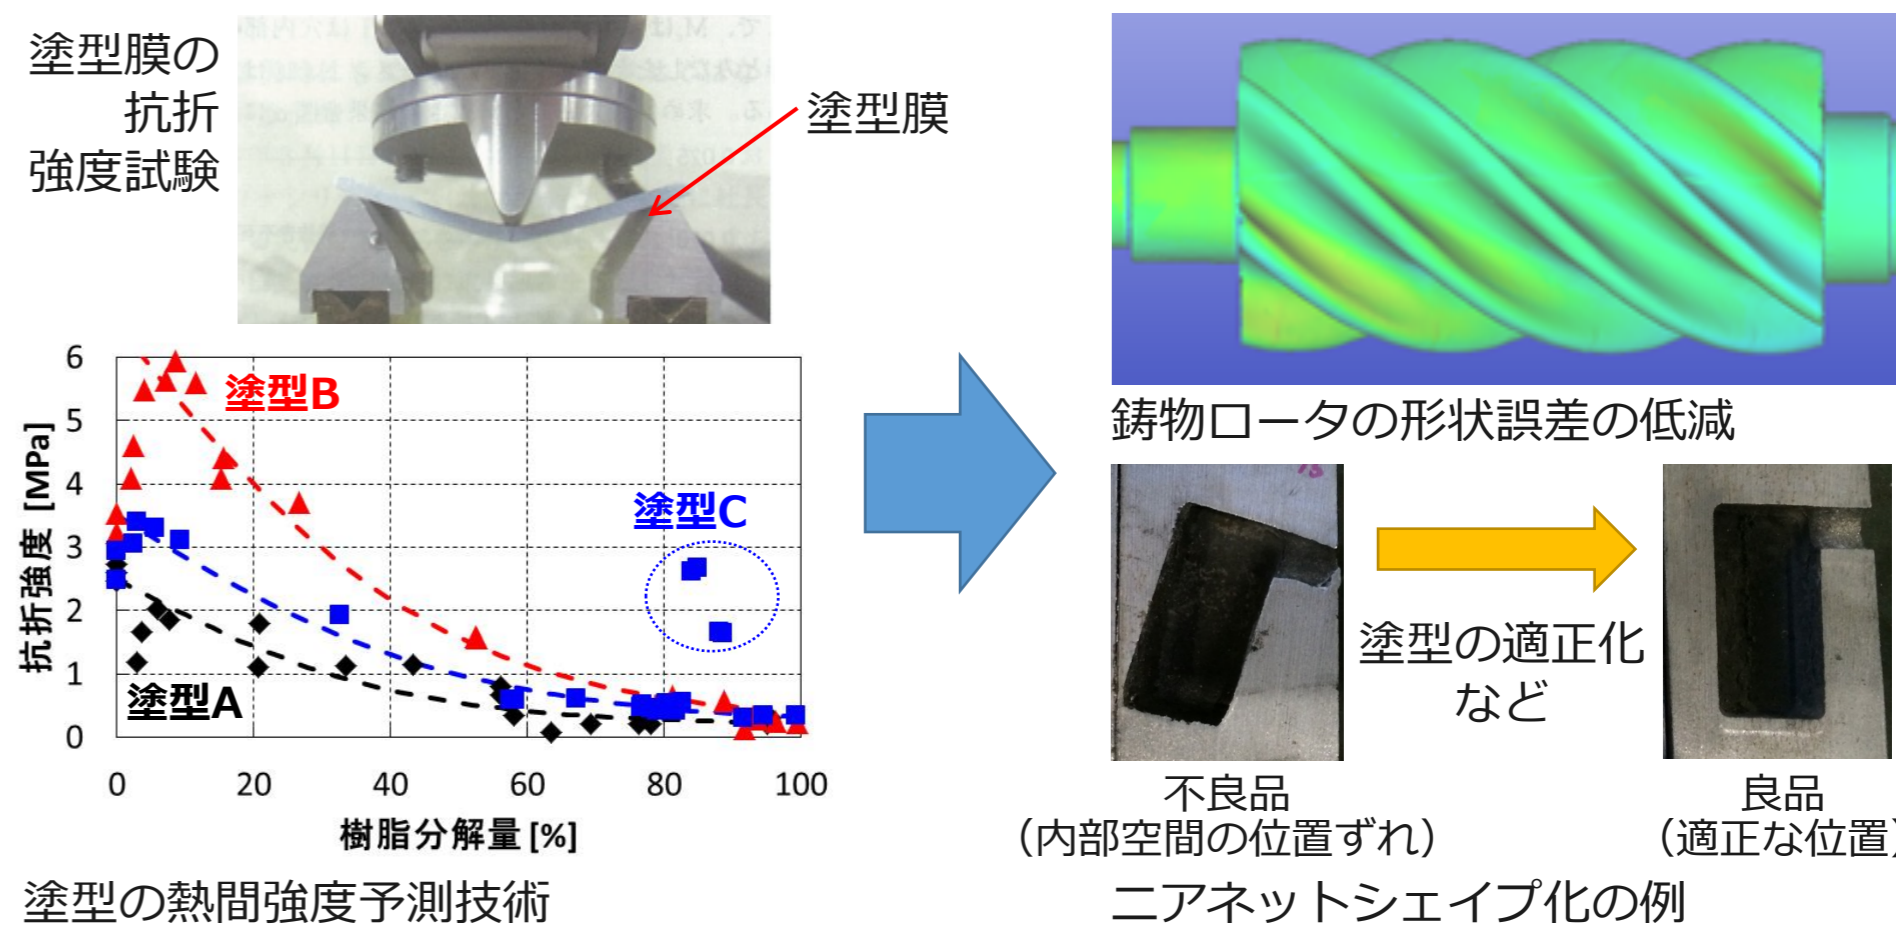 塗型膜の
抗折
強度試験
塗型膜
6
5
4
3
2
1
0
抗折強度 [MPa]
塗型B
塗型C
塗型A
0 20 40 60 80 100
樹脂分解量 [%]
塗型の熱間強度予測技術
鋳物ロータの形状誤差の低減
塗型の適正化
など
不良品
（内部空間の位置ずれ）
良品
（適正な位置）
ニアネットシェイプ化の例